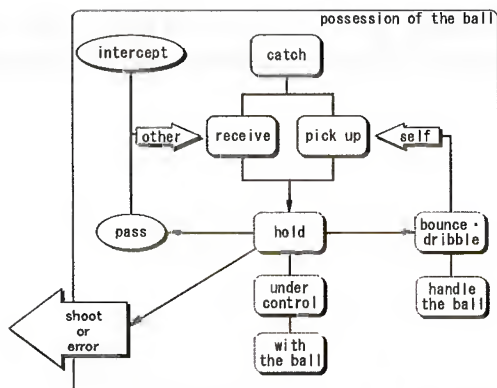 possession of the ball
intercept
catch
other
receive
pick up
self
pass
hold
bounce・
dribble
under
control
handle
the ball
shoot
or
error
with
the ball